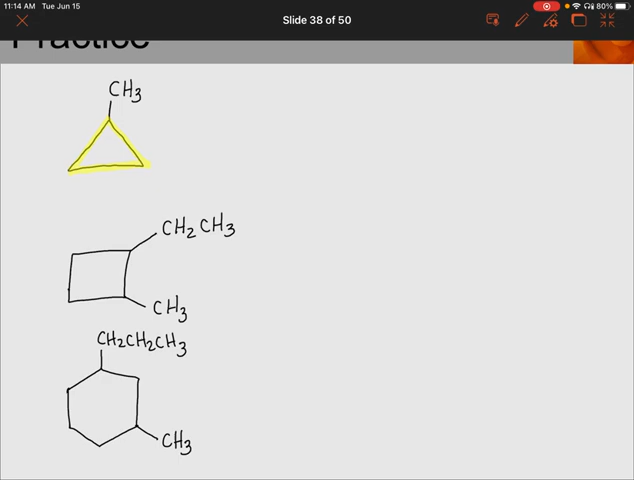 11:14 AM Tue Jun 15
80%
Slide 38 of 50
Practice
CH3
CH2CH3
CH3
CH2CH2CH3
CH3